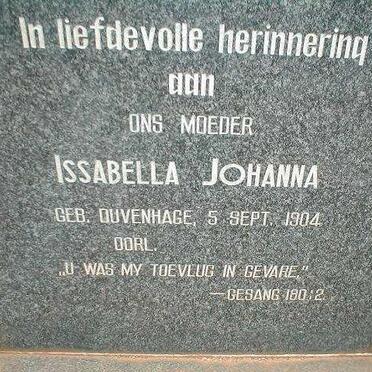 In liefdevolle herinnering
aan
ONS MOEDER
ISSABELLA JOHANNA
GEB. DUVENHAGE, 5 SEPT. 1904
OORL.
„U WAS MY TOEVLUG IN GEVARE."
—GESANG 180:2